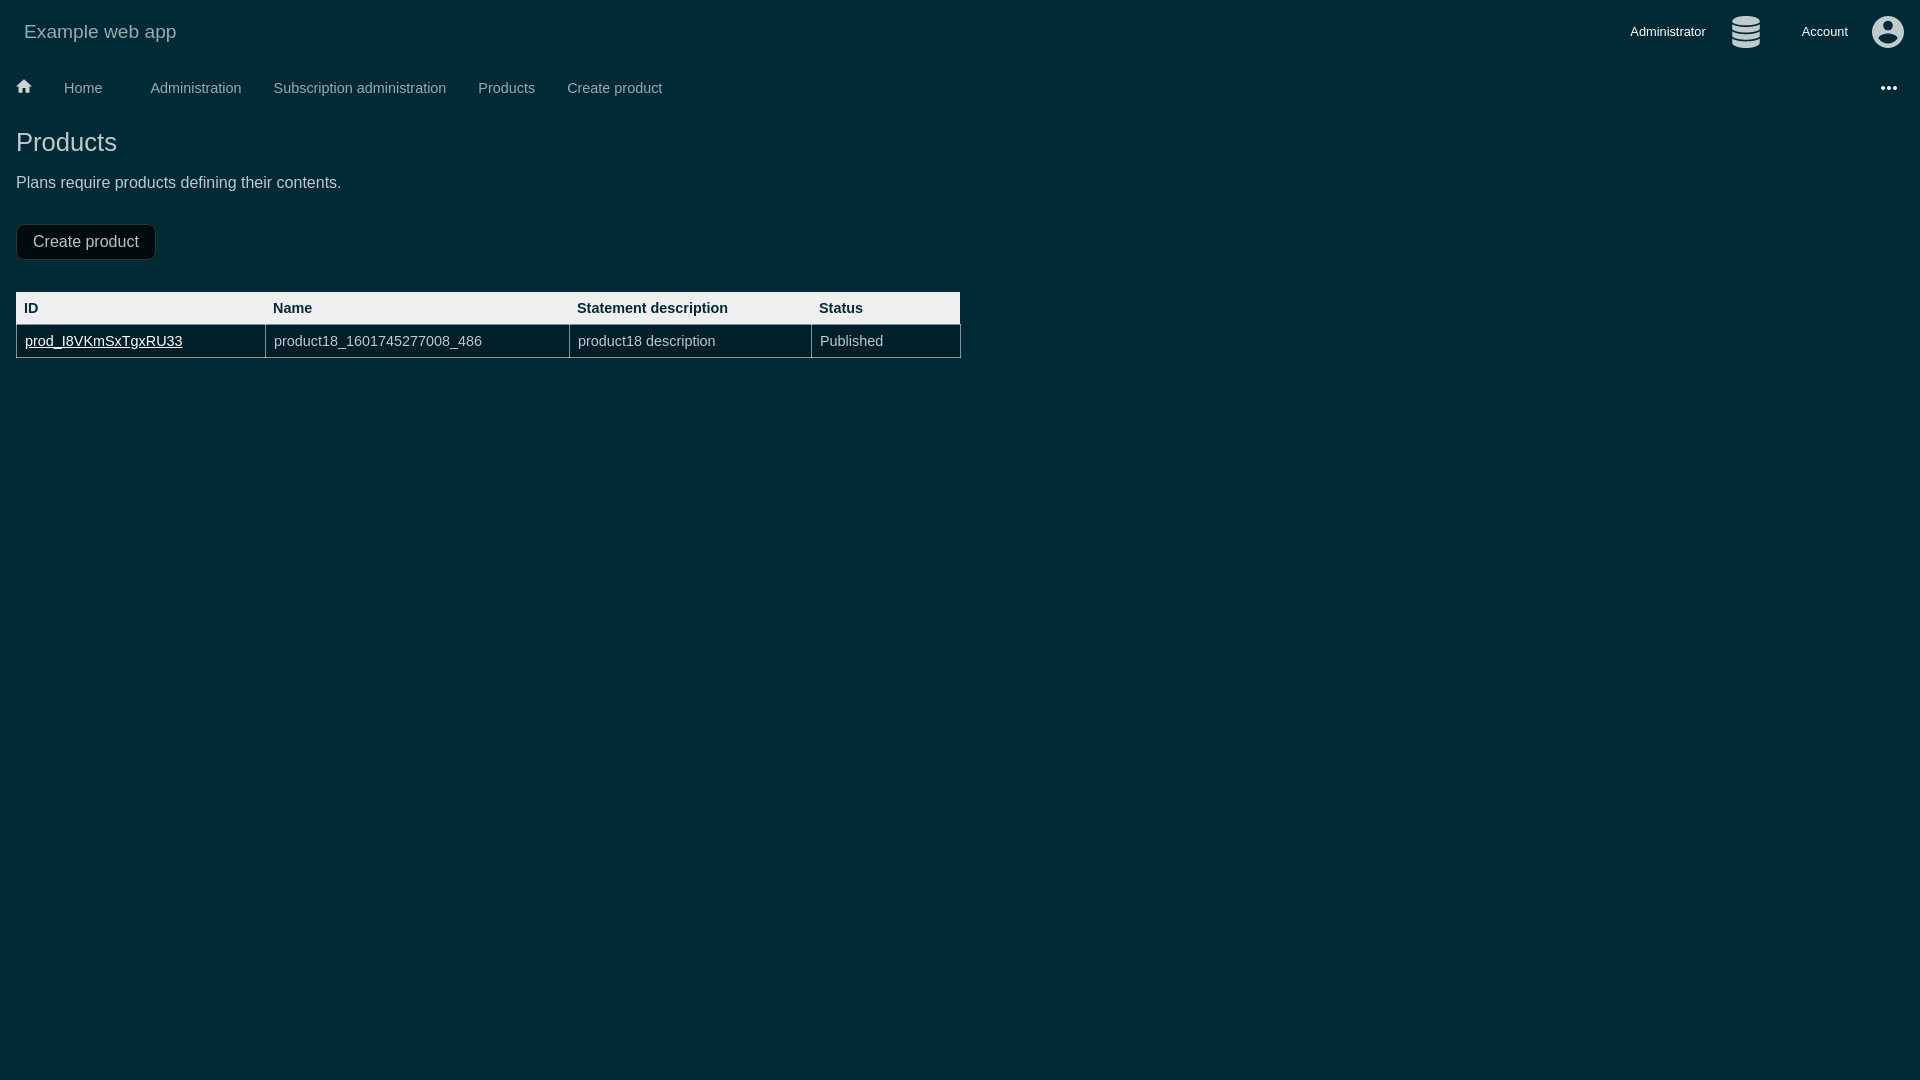 Example web app
Administrator
Account
Home
Administration
Subscription administration
Products
Create product
Products
Plans require products defining their contents.
Create product
ID Name Statement description Status
prod_I8VKmSxTgxRU33 product18_1601745277008_486 product18 description Published